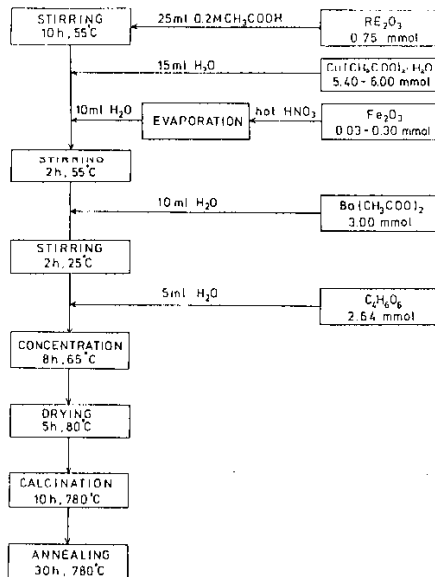 STIRRING
10h, 55°C
25ml 0.2M CH3COOH
RE2O3
0.75 mmol
15ml H2O
Cu(CH3COO)2·H2O
5.40-6.00 mmol
10ml H2O
EVAPORATION
hot HNO3
Fe2O3
0.03-0.30 mmol
STIRRING
2h, 55°C
10ml H2O
Ba(CH3COO)2
3.00 mmol
STIRRING
2h, 25°C
5ml H2O
C4H6O6
2.64 mmol
CONCENTRATION
8h, 65°C
DRYING
5h, 80°C
CALCINATION
10h, 780°C
ANNEALING
30h, 780°C